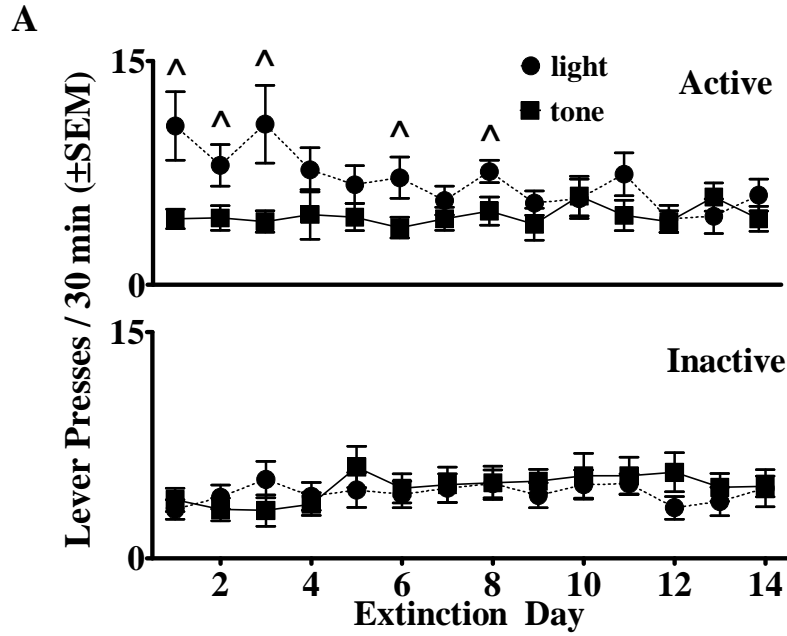 A
^ ^ ^ ^ ^
15
light
tone
Active
0
15
Inactive
0
2 4 6 8 10 12 14
Extinction Day
Lever Presses / 30 min (±SEM)